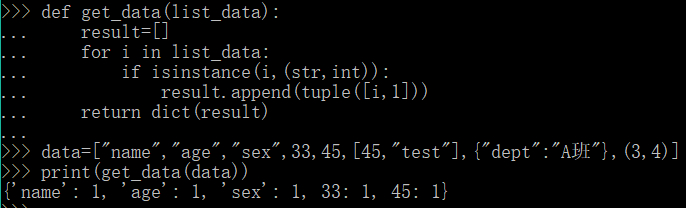 >>> def get_data(list_data):
...     result=[]
...     for i in list_data:
...         if isinstance(i,(str,int)):
...             result.append(tuple([i,1]))
...     return dict(result)
...
>>> data=["name","age","sex",33,45,[45,"test"],{"dept":"A班"},(3,4)]
>>> print(get_data(data))
{'name': 1, 'age': 1, 'sex': 1, 33: 1, 45: 1}
>>>